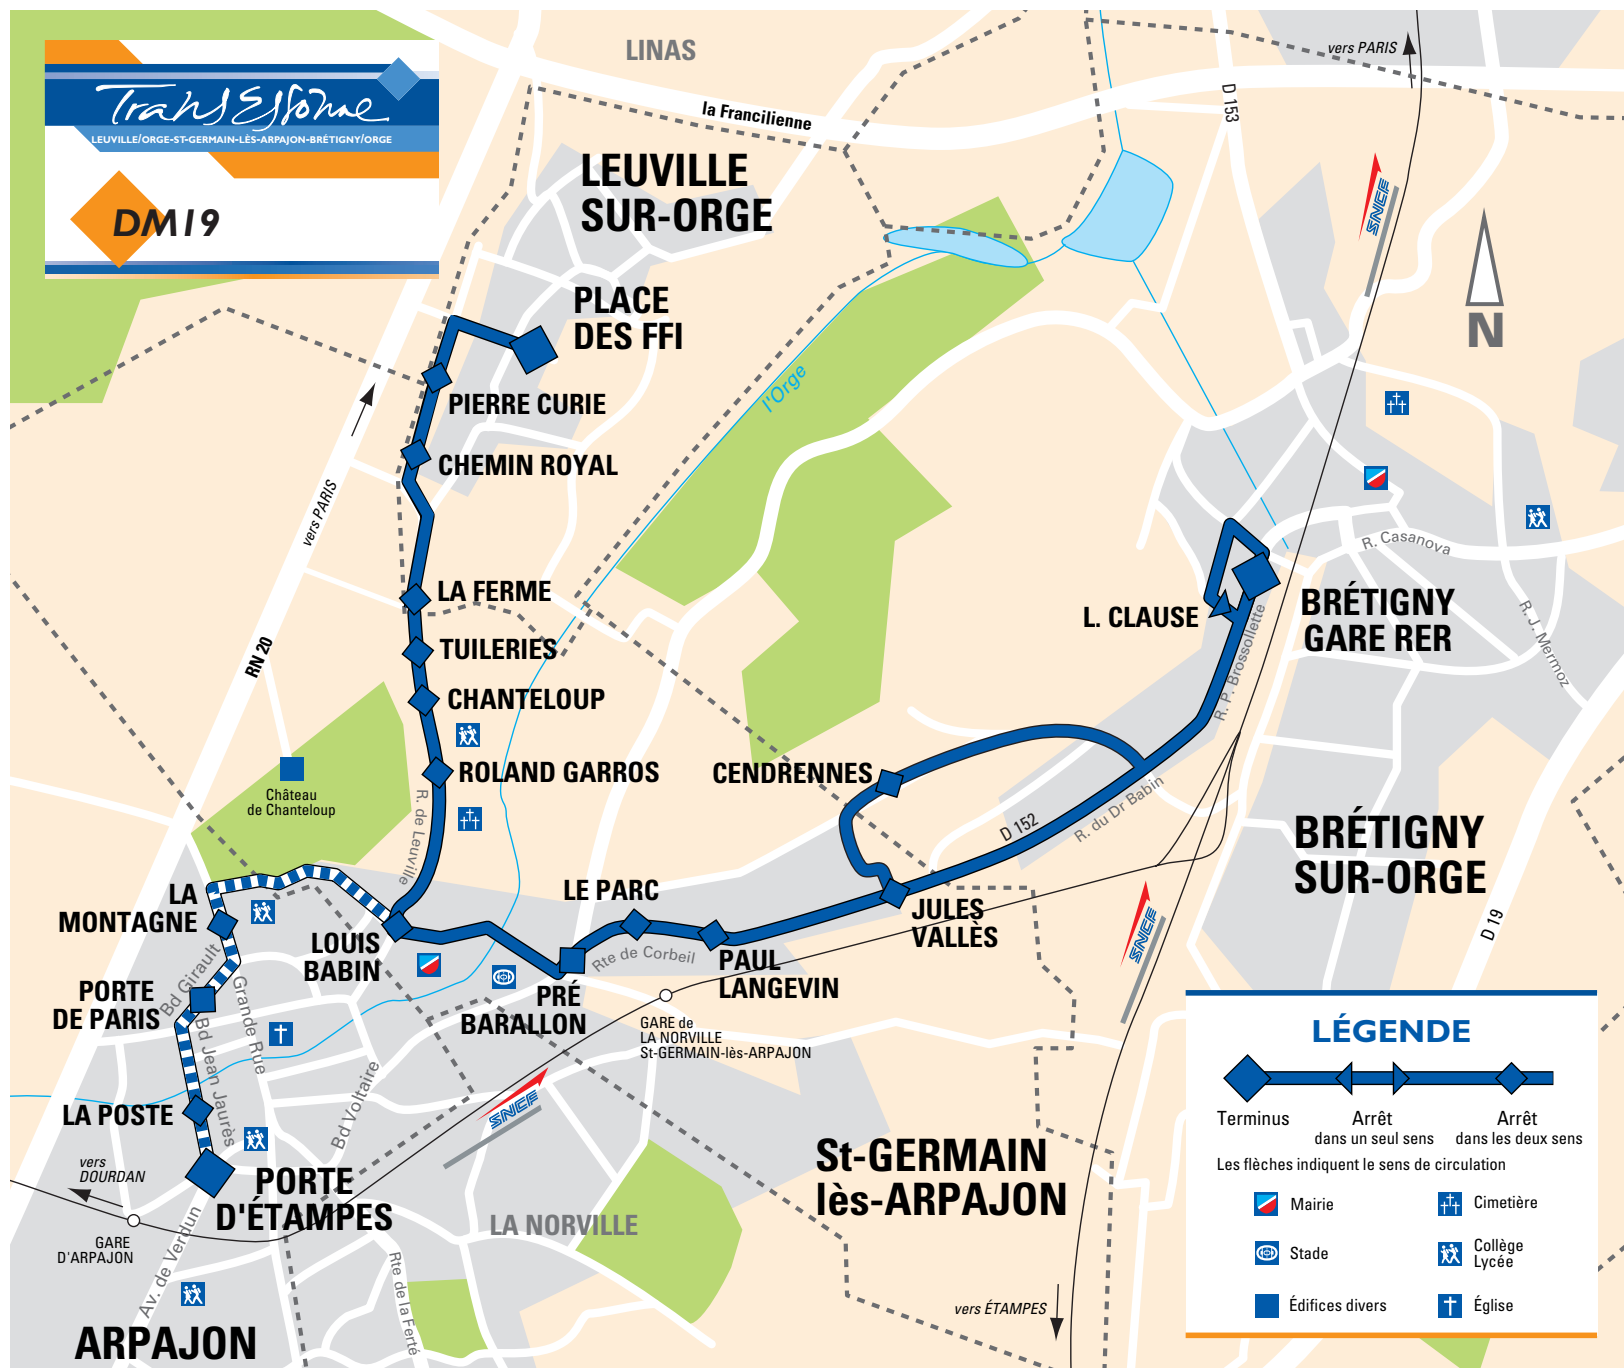 TransEssonne
LEUVILLE/ORGE-ST-GERMAIN-LÈS-ARPAJON-BRÉTIGNY/ORGE
DM19
LINAS
la Francilienne
D 153
vers PARIS
SNCF
N
LEUVILLE
SUR-ORGE
PLACE
DES FFI
PIERRE CURIE
CHEMIN ROYAL
l'Orge
vers PARIS
RN 20
LA FERME
TUILERIES
CHANTELOUP
ROLAND GARROS
R. de Leuville
Château
de Chanteloup
R. Casanova
R. J. Mermoz
L. CLAUSE
BRÉTIGNY
GARE RER
R. P. Brossollette
CENDRENNES
D 152
R. du Dr Babin
BRÉTIGNY
SUR-ORGE
D 19
LE PARC
JULES
VALLÈS
LA
MONTAGNE
LOUIS
BABIN
Rte de Corbeil
PAUL
LANGEVIN
PRÉ
BARALLON
SNCF
PORTE
DE PARIS
Bd Girault
Grande Rue
Bd Jean Jaurès
Bd Voltaire
GARE de
LA NORVILLE
St-GERMAIN-lès-ARPAJON
SNCF
LA POSTE
vers
DOURDAN
PORTE
D'ÉTAMPES
GARE
D'ARPAJON
Av. de Verdun
Rte de la Ferté
LA NORVILLE
St-GERMAIN
lès-ARPAJON
vers ÉTAMPES
ARPAJON
LÉGENDE
Terminus
Arrêt
dans un seul sens
Arrêt
dans les deux sens
Les flèches indiquent le sens de circulation
Mairie
Cimetière
Stade
Collège
Lycée
Édifices divers
Église